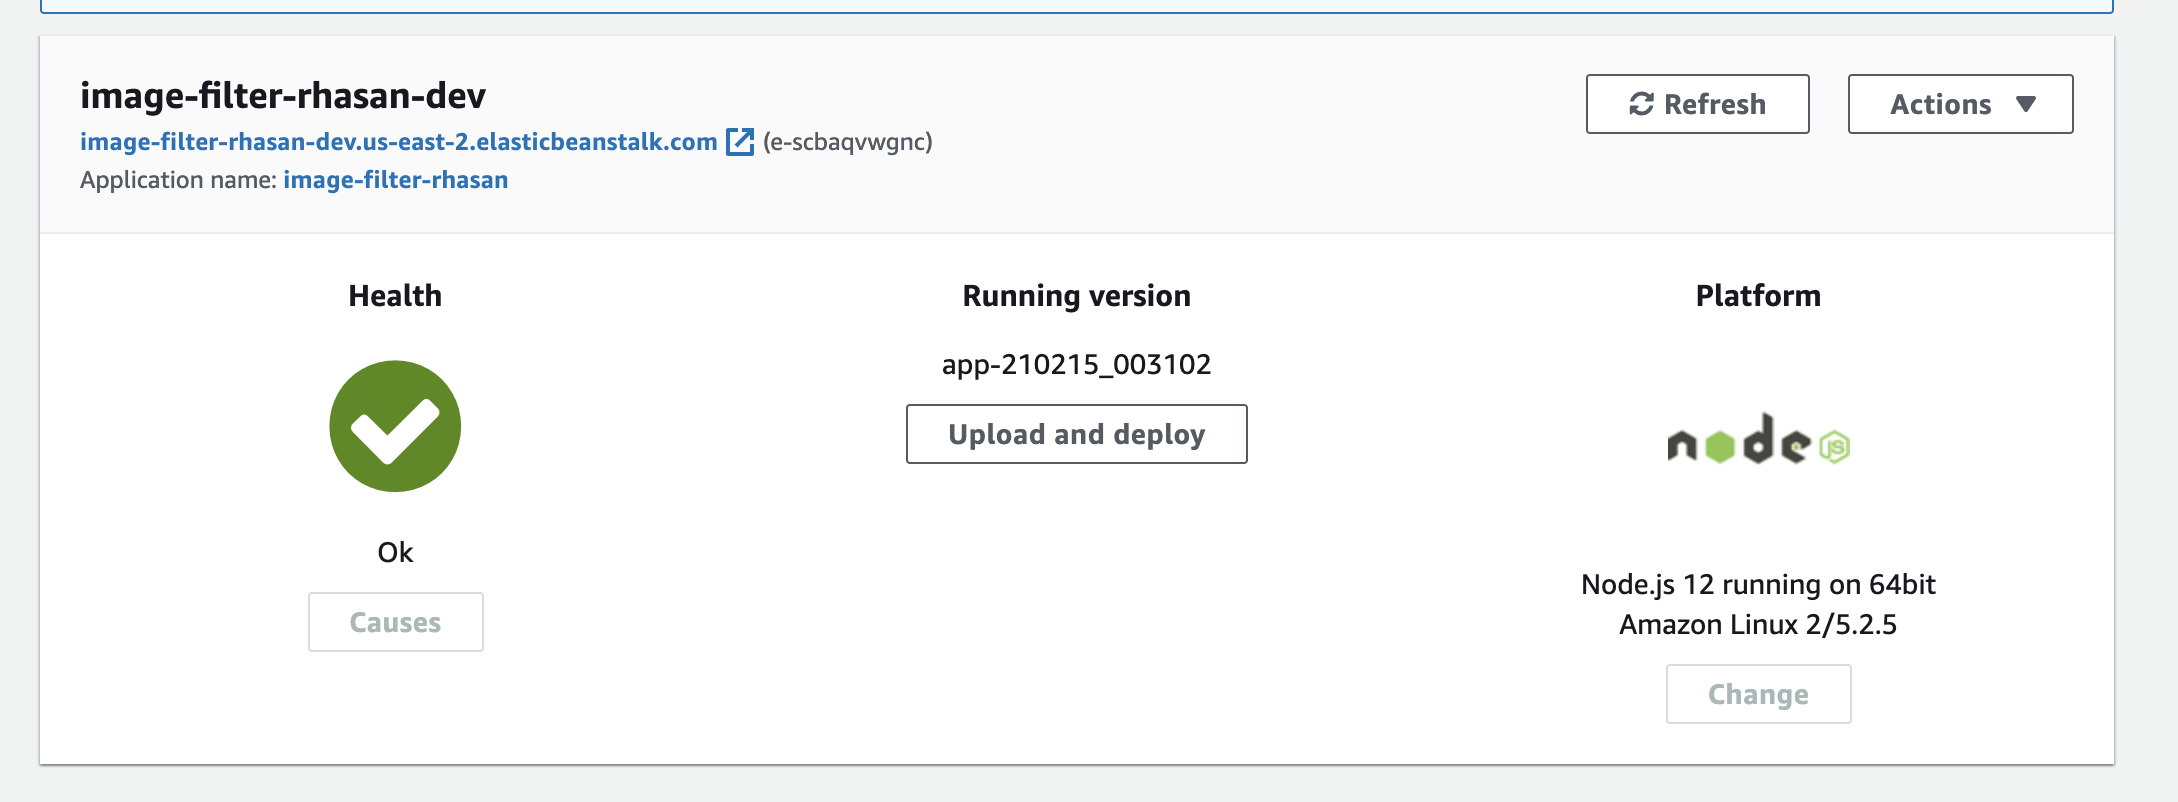 image-filter-rhasan-dev
Refresh
Actions
image-filter-rhasan-dev.us-east-2.elasticbeanstalk.com (e-scbaqvwgnc)
Application name: image-filter-rhasan
Health
Running version
Platform
app-210215_003102
Upload and deploy
node JS
Ok
Causes
Node.js 12 running on 64bit
Amazon Linux 2/5.2.5
Change